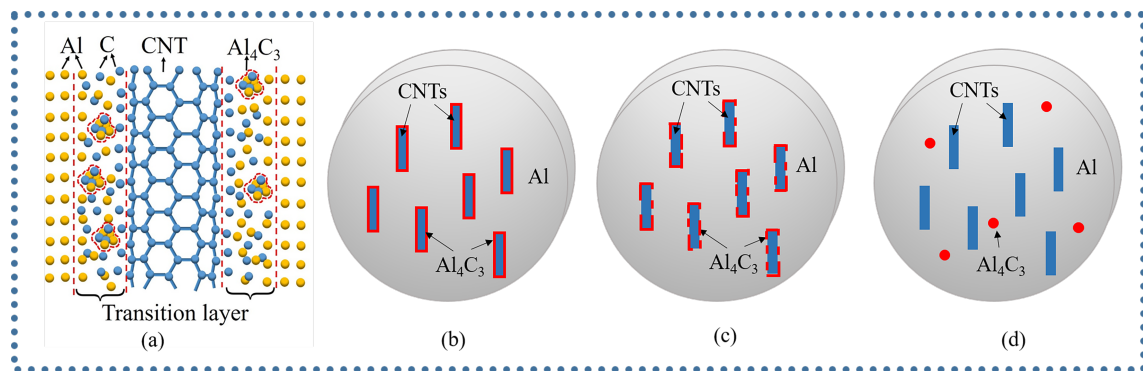 Al C CNT Al₄C₃
Transition layer
(a)
CNTs
Al
Al₄C₃
(b)
CNTs
Al
Al₄C₃
(c)
CNTs
Al
Al₄C₃
(d)